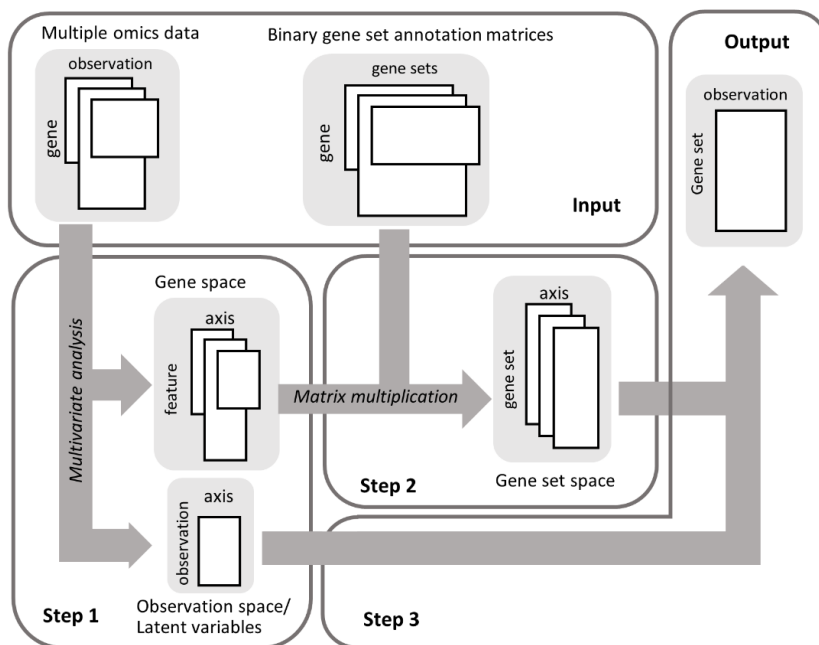 Multiple omics data
observation
gene
Binary gene set annotation matrices
gene sets
gene
Input
Output
observation
Gene set
Multivariate analysis
Gene space
axis
feature
Matrix multiplication
axis
gene set
Gene set space
Step 2
axis
observation
Observation space/
Latent variables
Step 1
Step 3